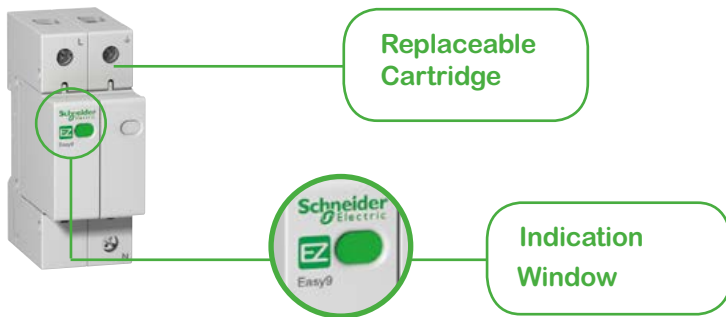 L ⏚
Schneider
Electric
EZ
Easy9
N
Replaceable
Cartridge
Schneider
Electric
EZ
Easy9
Indication
Window